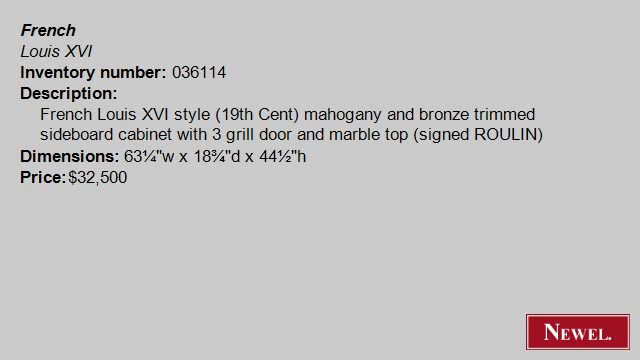 French
Louis XVI
Inventory number: 036114
Description:
French Louis XVI style (19th Cent) mahogany and bronze trimmed
sideboard cabinet with 3 grill door and marble top (signed ROULIN)
Dimensions: 63¼"w x 18¾"d x 44½"h
Price:$32,500
NEWEL.